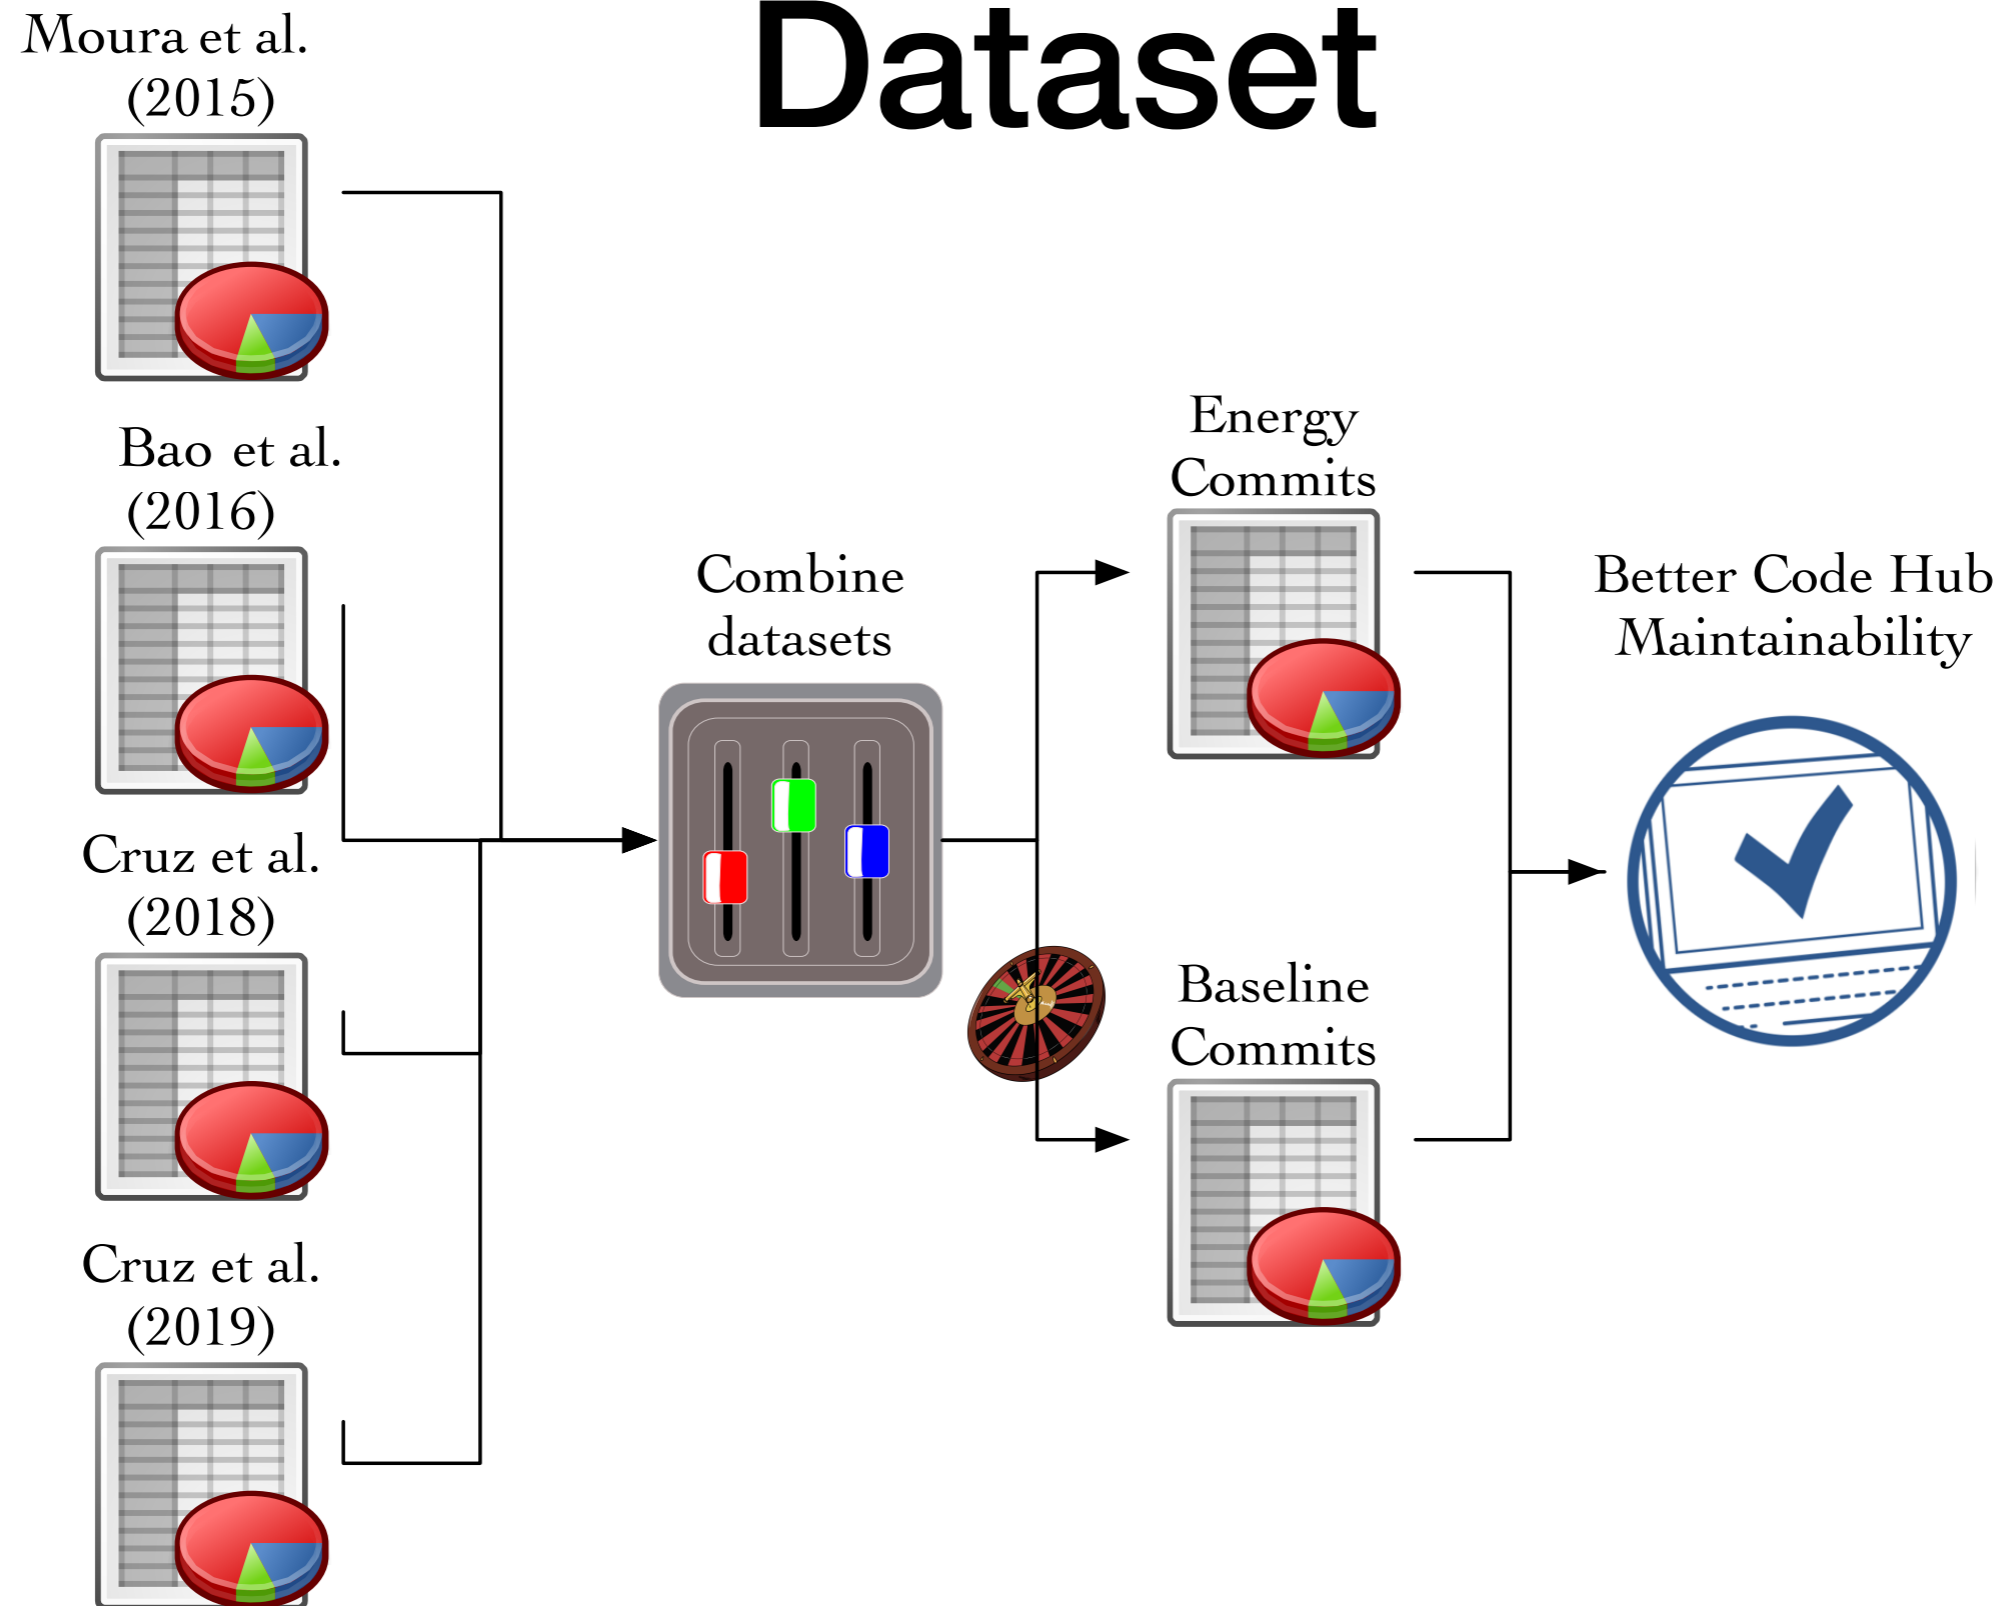 Dataset
Moura et al.
(2015)
Bao et al.
(2016)
Cruz et al.
(2018)
Cruz et al.
(2019)
Combine
datasets
Energy
Commits
Baseline
Commits
Better Code Hub
Maintainability